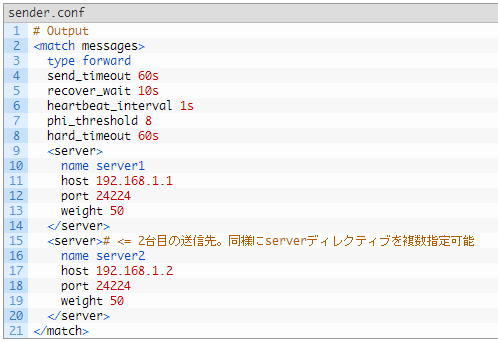 sender.conf
1 # Output
2 <match messages>
3   type forward
4   send_timeout 60s
5   recover_wait 10s
6   heartbeat_interval 1s
7   phi_threshold 8
8   hard_timeout 60s
9   <server>
10     name server1
11     host 192.168.1.1
12     port 24224
13     weight 50
14   </server>
15   <server># <= 2台目の送信先。同様にserverディレクティブを複数指定可能
16     name server2
17     host 192.168.1.2
18     port 24224
19     weight 50
20   </server>
21 </match>